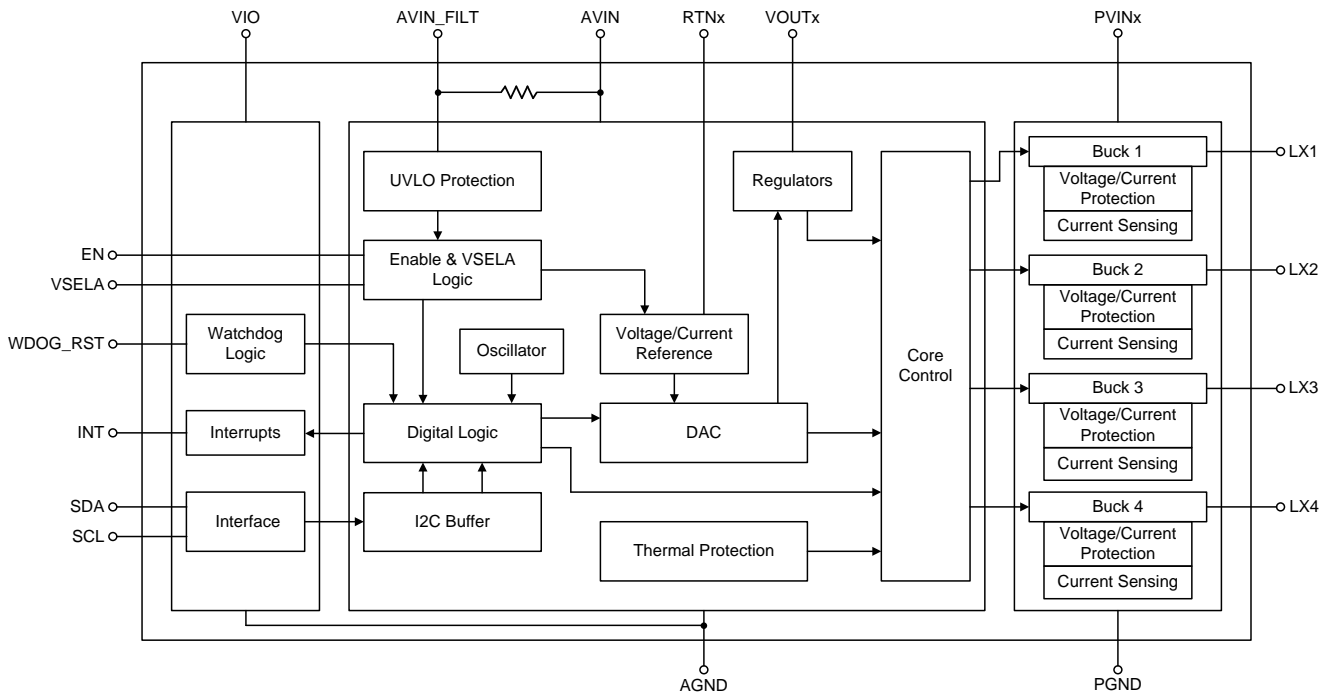 VIO
AVIN_FILT
AVIN
RTNx
VOUTx
PVINx
UVLO Protection
Regulators
Buck 1
LX1
Voltage/Current
Protection
Current Sensing
EN
VSELA
Enable & VSELA
Logic
Buck 2
LX2
Voltage/Current
Protection
Current Sensing
WDOG_RST
Watchdog
Logic
Oscillator
Voltage/Current
Reference
Core
Control
Buck 3
LX3
Voltage/Current
Protection
Current Sensing
INT
Interrupts
Digital Logic
DAC
SDA
SCL
Interface
I2C Buffer
Thermal Protection
Buck 4
LX4
Voltage/Current
Protection
Current Sensing
AGND
PGND